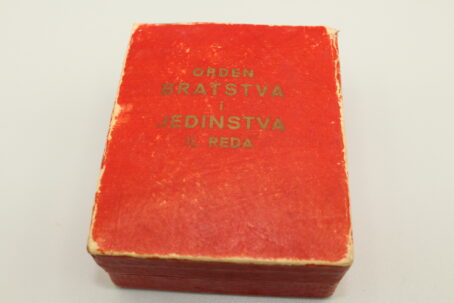 ORDEN
BRATSTVA
I
JEDINSTVA
II. REDA